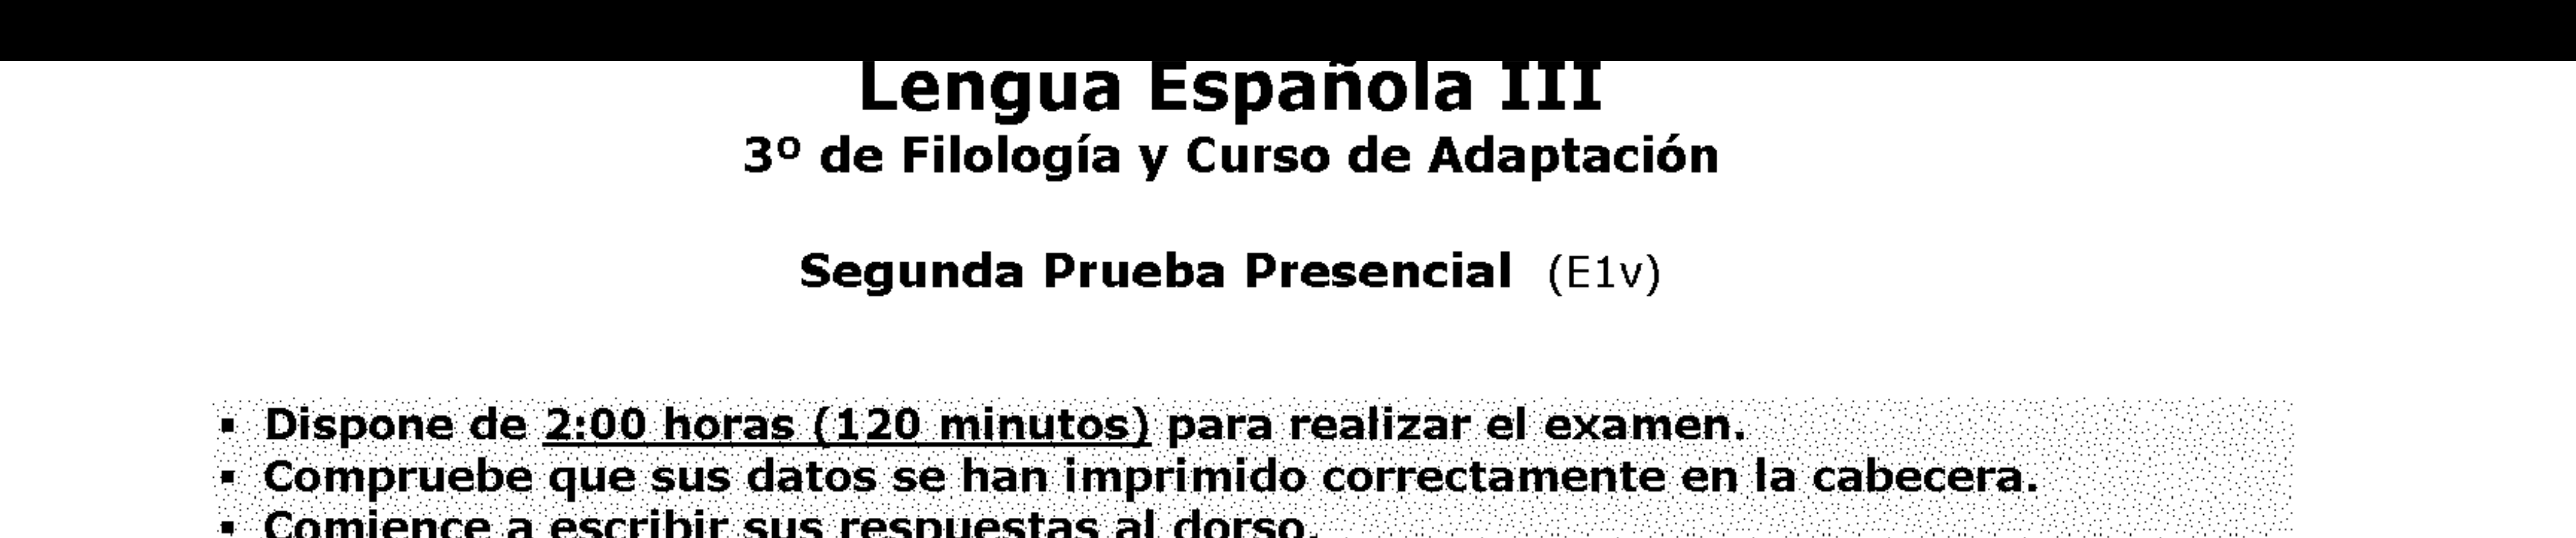 Lengua Española III
3º de Filología y Curso de Adaptación
Segunda Prueba Presencial (E1v)
▪ Dispone de 2:00 horas (120 minutos) para realizar el examen.
▪ Compruebe que sus datos se han imprimido correctamente en la cabecera.
▪ Comience a escribir sus respuestas al dorso.